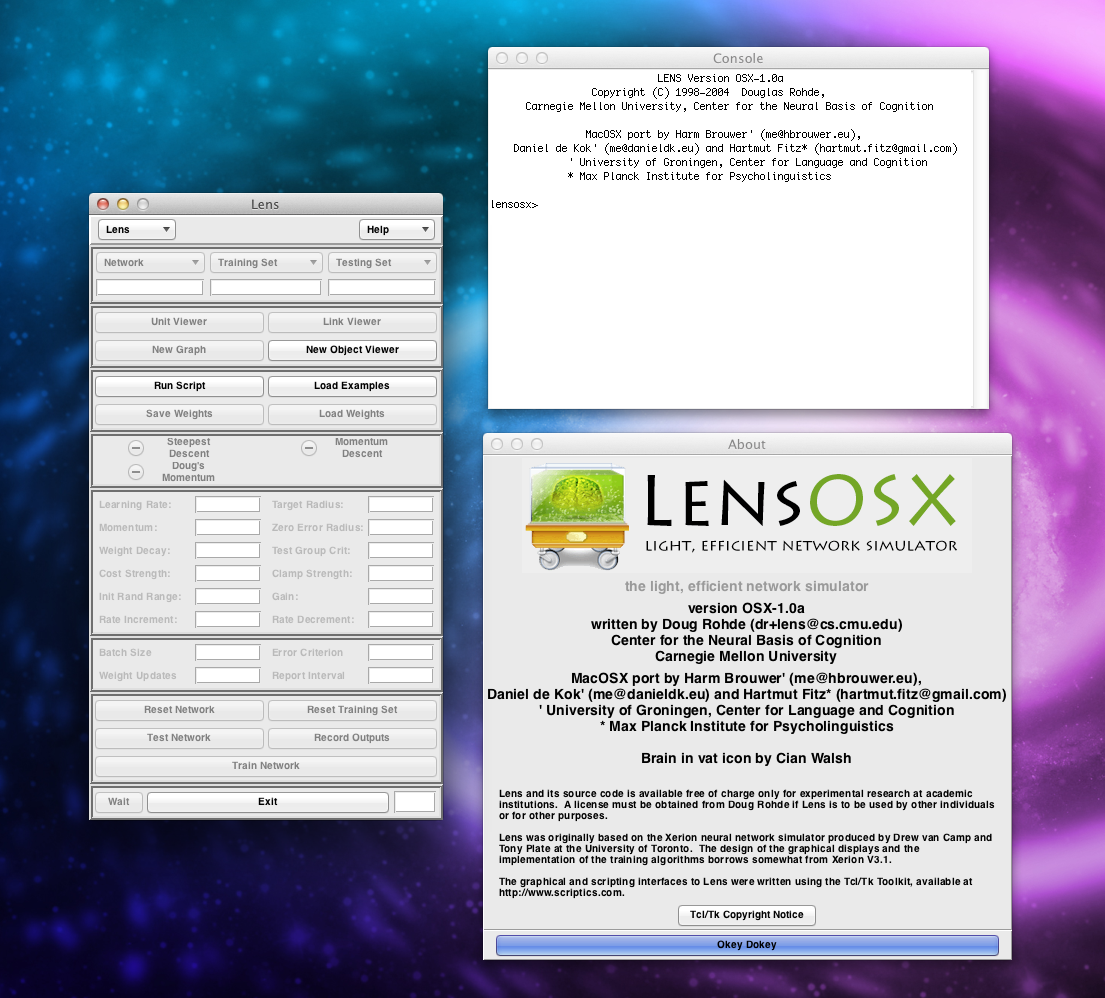 Console
LENS Version OSX-1.0a
Copyright (C) 1998-2004 Douglas Rohde,
Carnegie Mellon University, Center for the Neural Basis of Cognition
MacOSX port by Harm Brouwer' (me@hbrouwer.eu),
Daniel de Kok' (me@danieldk.eu) and Hartmut Fitz* (hartmut.fitz@gmail.com)
' University of Groningen, Center for Language and Cognition
* Max Planck Institute for Psycholinguistics
lensosx>
Lens
Lens Help
Network Training Set Testing Set
Unit Viewer Link Viewer
New Graph New Object Viewer
Run Script Load Examples
Save Weights Load Weights
Steepest
Descent
Momentum
Descent
Doug's
Momentum
Learning Rate: Target Radius:
Momentum: Zero Error Radius:
Weight Decay: Test Group Crit:
Cost Strength: Clamp Strength:
Init Rand Range: Gain:
Rate Increment: Rate Decrement:
Batch Size Error Criterion
Weight Updates Report Interval
Reset Network Reset Training Set
Test Network Record Outputs
Train Network
Wait Exit
About
LENSOSX
LIGHT, EFFICIENT NETWORK SIMULATOR
the light, efficient network simulator
version OSX-1.0a
written by Doug Rohde (dr+lens@cs.cmu.edu)
Center for the Neural Basis of Cognition
Carnegie Mellon University
MacOSX port by Harm Brouwer' (me@hbrouwer.eu),
Daniel de Kok' (me@danieldk.eu) and Hartmut Fitz* (hartmut.fitz@gmail.com)
' University of Groningen, Center for Language and Cognition
* Max Planck Institute for Psycholinguistics
Brain in vat icon by Cian Walsh
Lens and its source code is available free of charge only for experimental research at academic
institutions. A license must be obtained from Doug Rohde if Lens is to be used by other individuals
or for other purposes.
Lens was originally based on the Xerion neural network simulator produced by Drew van Camp and
Tony Plate at the University of Toronto. The design of the graphical displays and the
implementation of the training algorithms borrows somewhat from Xerion V3.1.
The graphical and scripting interfaces to Lens were written using the Tcl/Tk Toolkit, available at
http://www.scriptics.com.
Tcl/Tk Copyright Notice
Okey Dokey